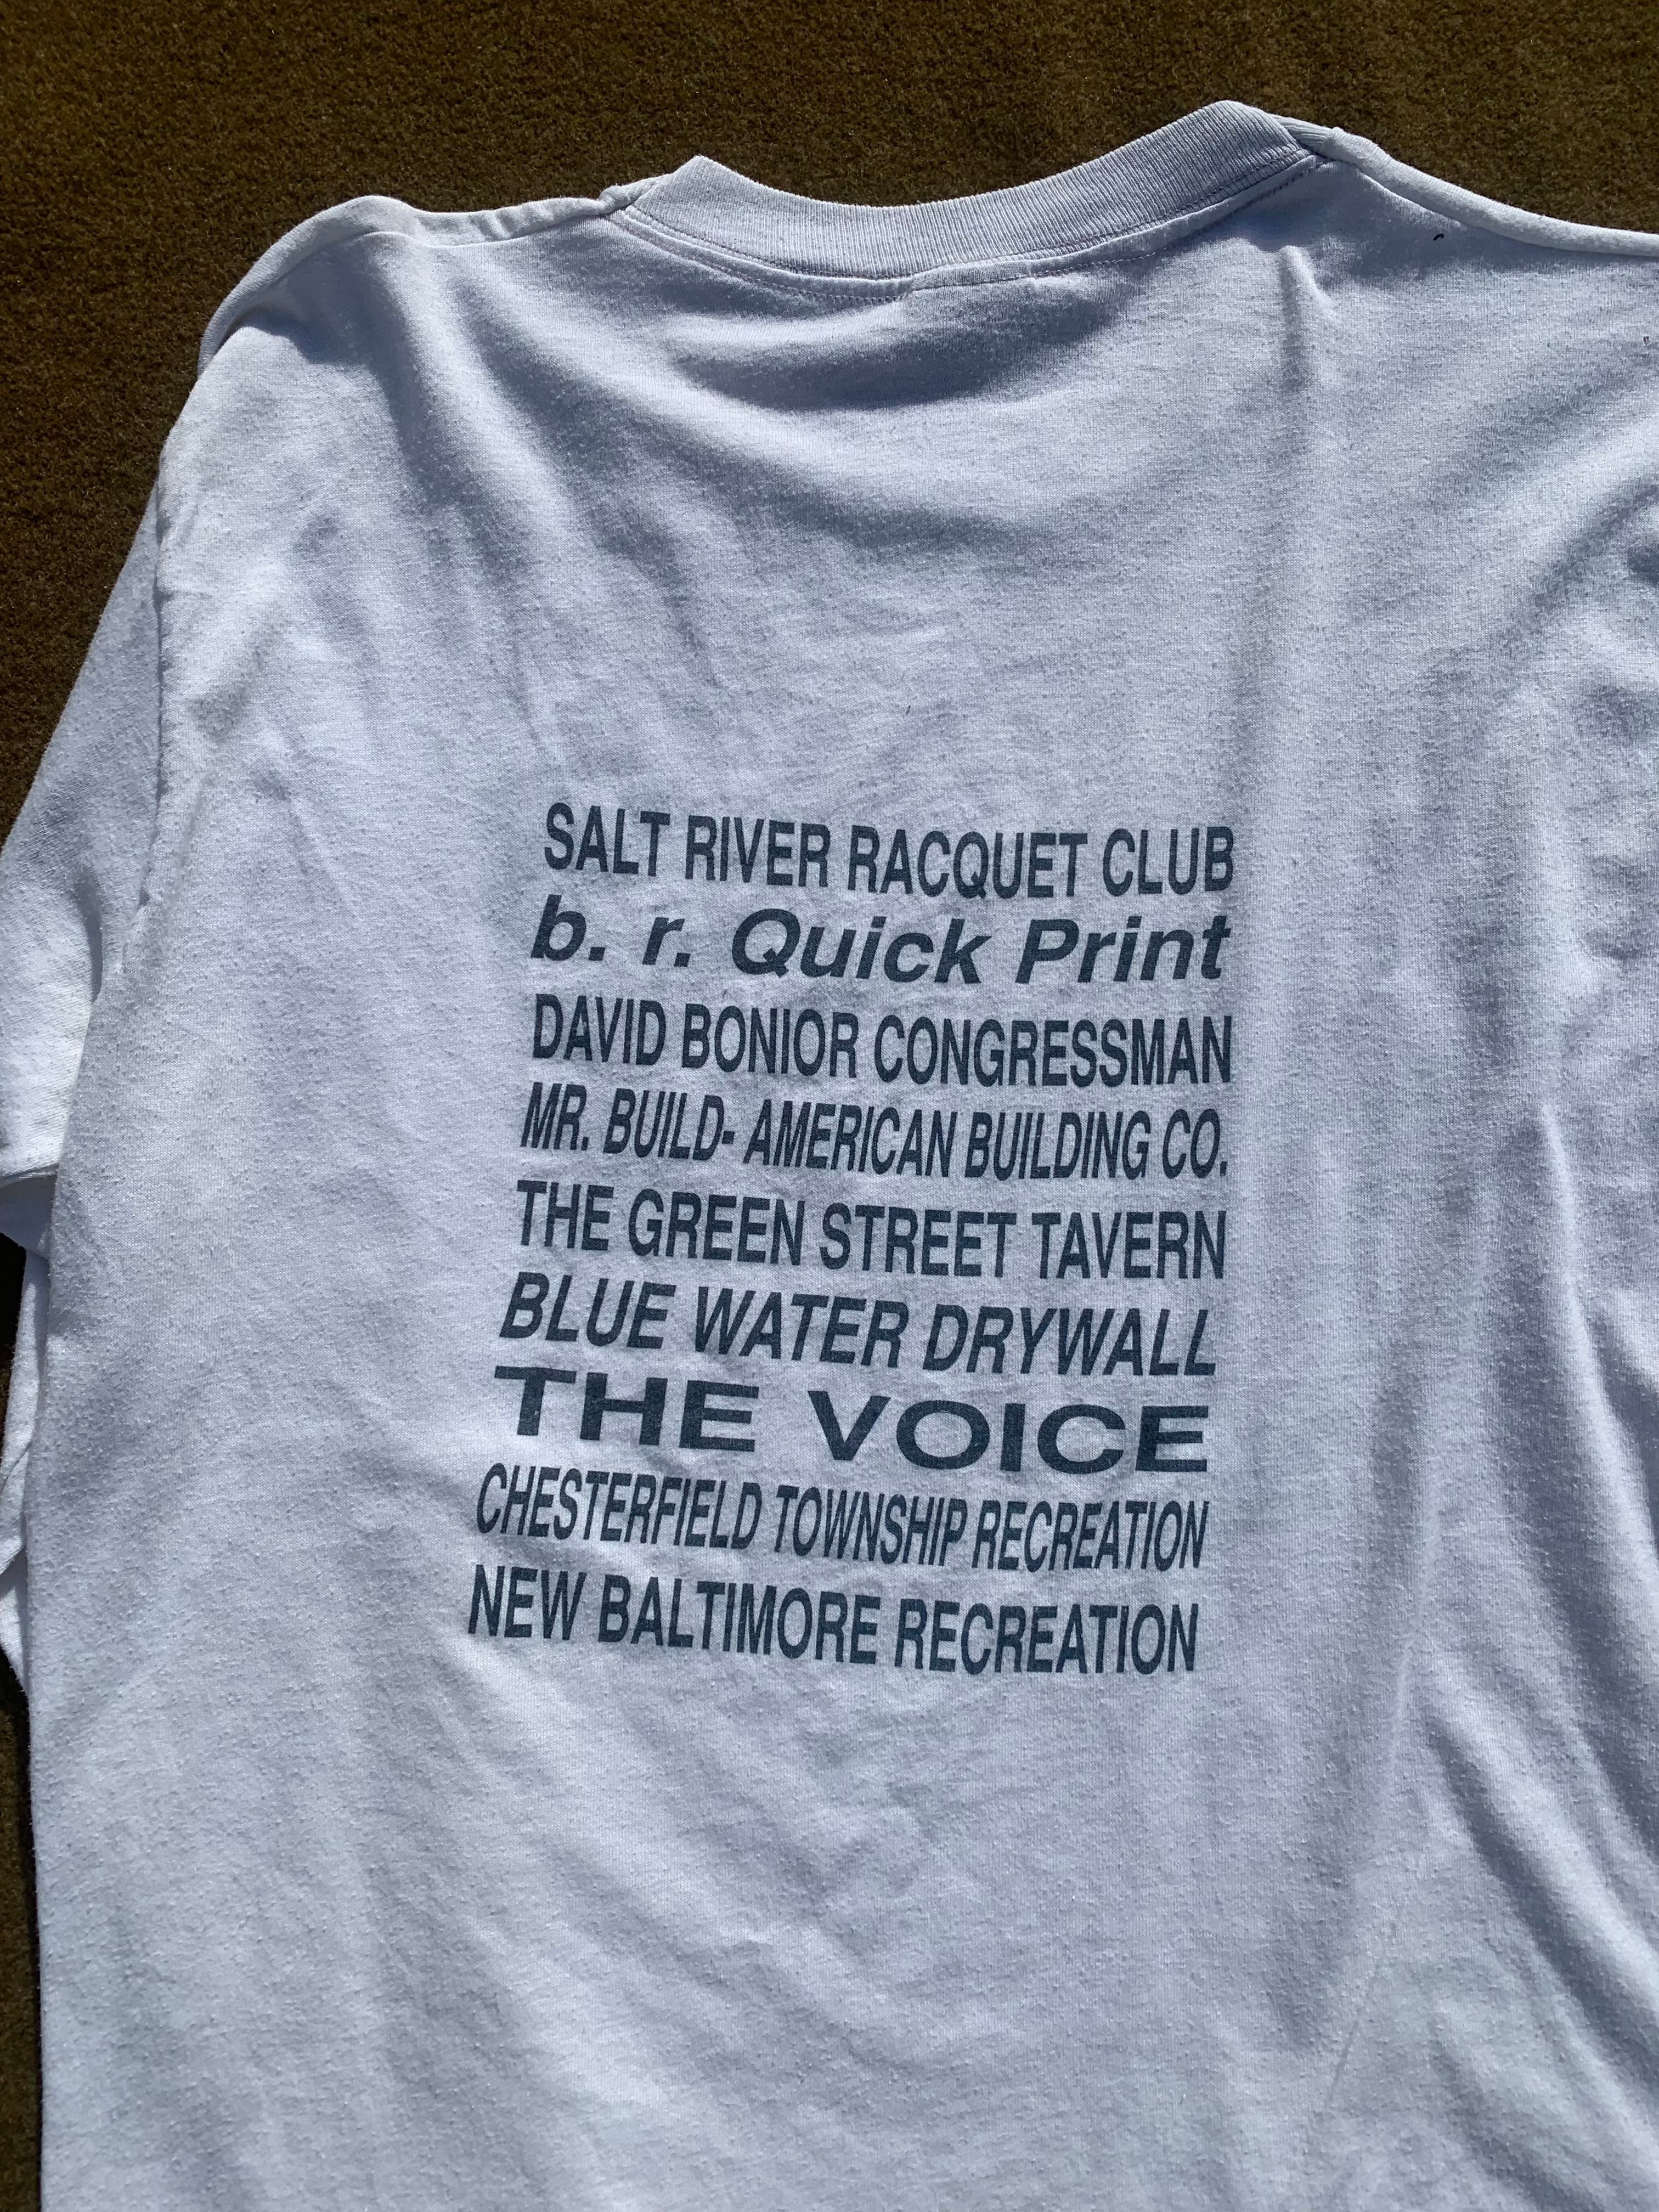 SALT RIVER RACQUET CLUB
b. r. Quick Print
DAVID BONIOR CONGRESSMAN
MR. BUILD- AMERICAN BUILDING CO.
THE GREEN STREET TAVERN
BLUE WATER DRYWALL
THE VOICE
CHESTERFIELD TOWNSHIP RECREATION
NEW BALTIMORE RECREATION